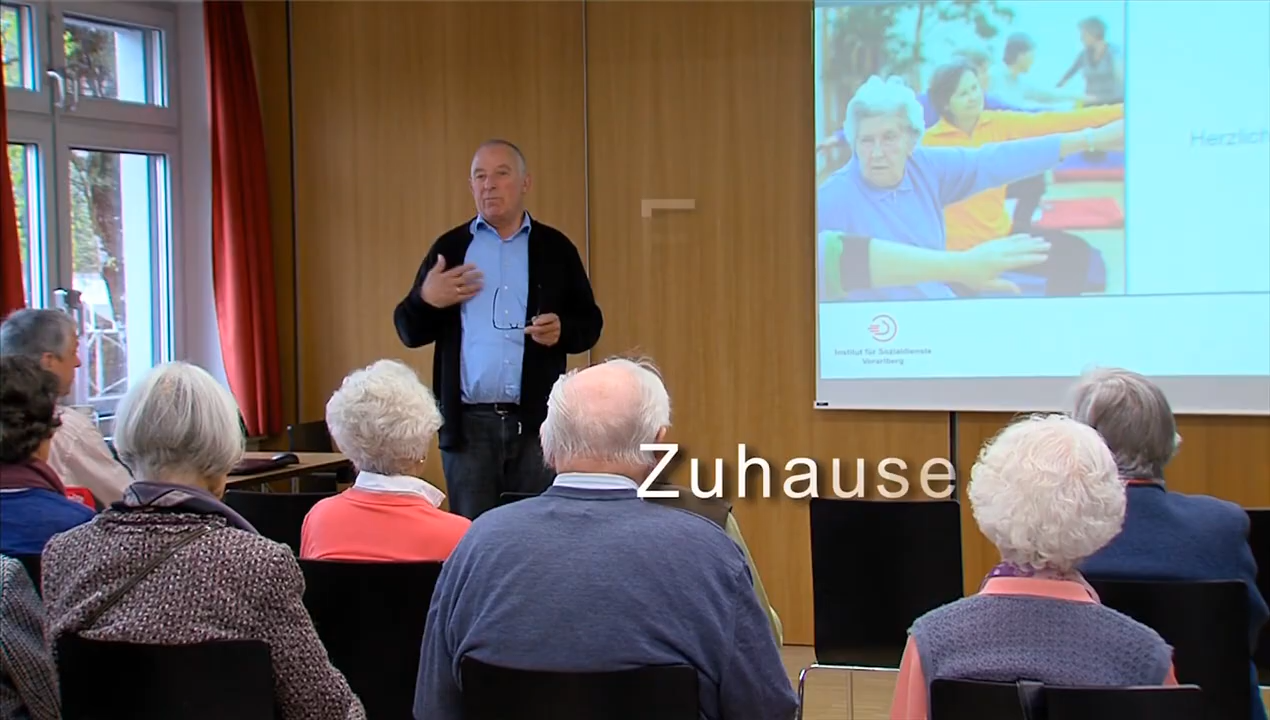 Herzlich
Institut für Sozialdienste
Vorarlberg
Zuhause